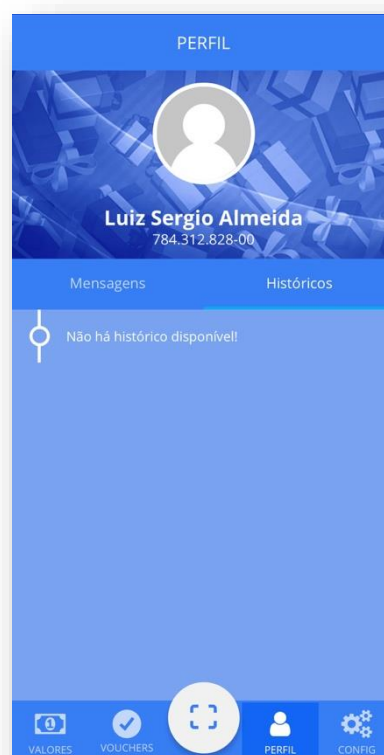 PERFIL
Luiz Sergio Almeida
784.312.828-00
Mensagens
Históricos
Não há histórico disponível!
VALORES
VOUCHERS
PERFIL
CONFIG.